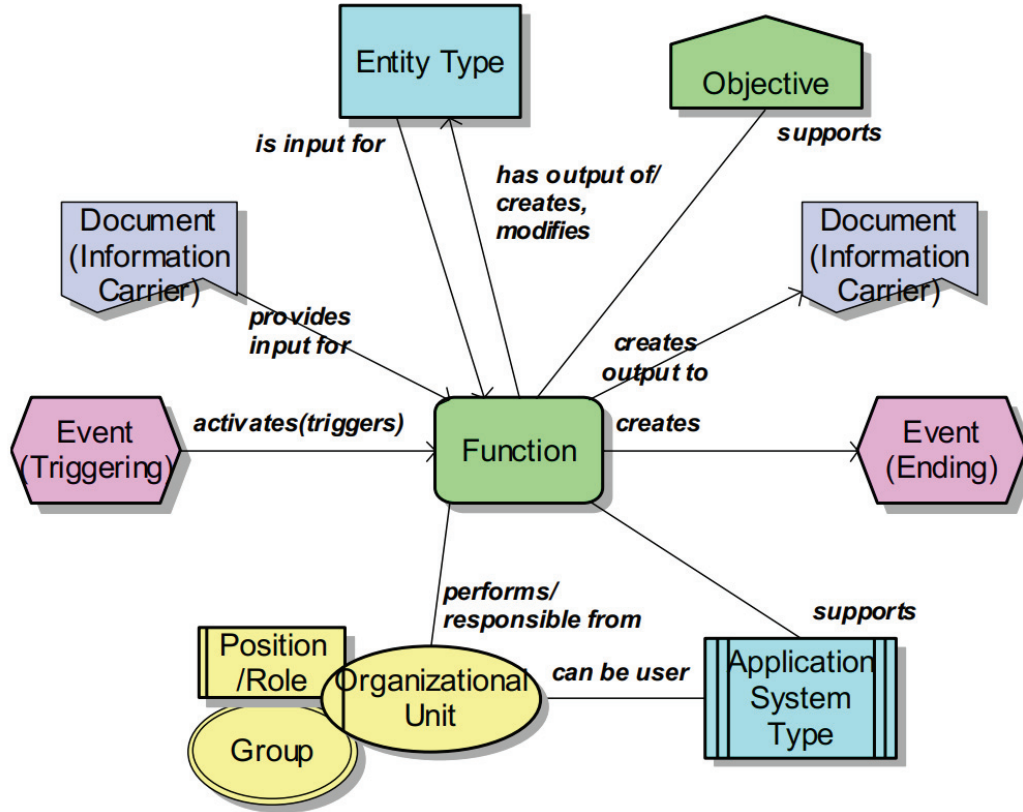 Entity Type
Objective
is input for
supports
has output of/
creates,
modifies
Document
(Information
Carrier)
Document
(Information
Carrier)
provides
input for
creates
output to
Event
(Triggering)
activates(triggers)
Function
creates
Event
(Ending)
performs/
responsible from
supports
Position
/Role
Organizational
Unit
can be user
Application
System
Type
Group